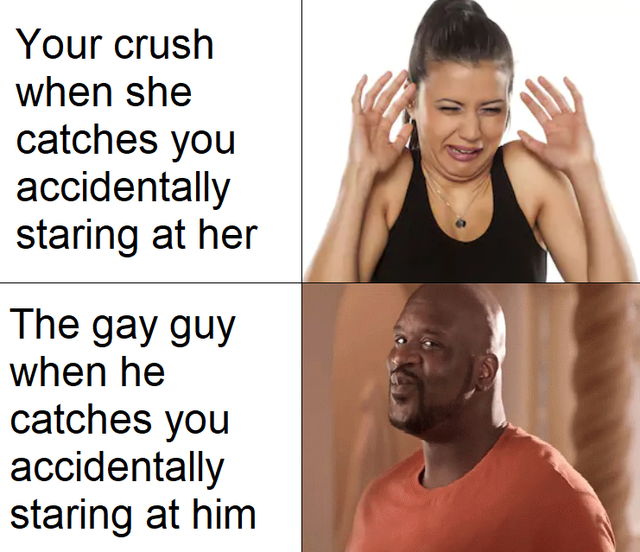 Your crush
when she
catches you
accidentally
staring at her
The gay guy
when he
catches you
accidentally
staring at him